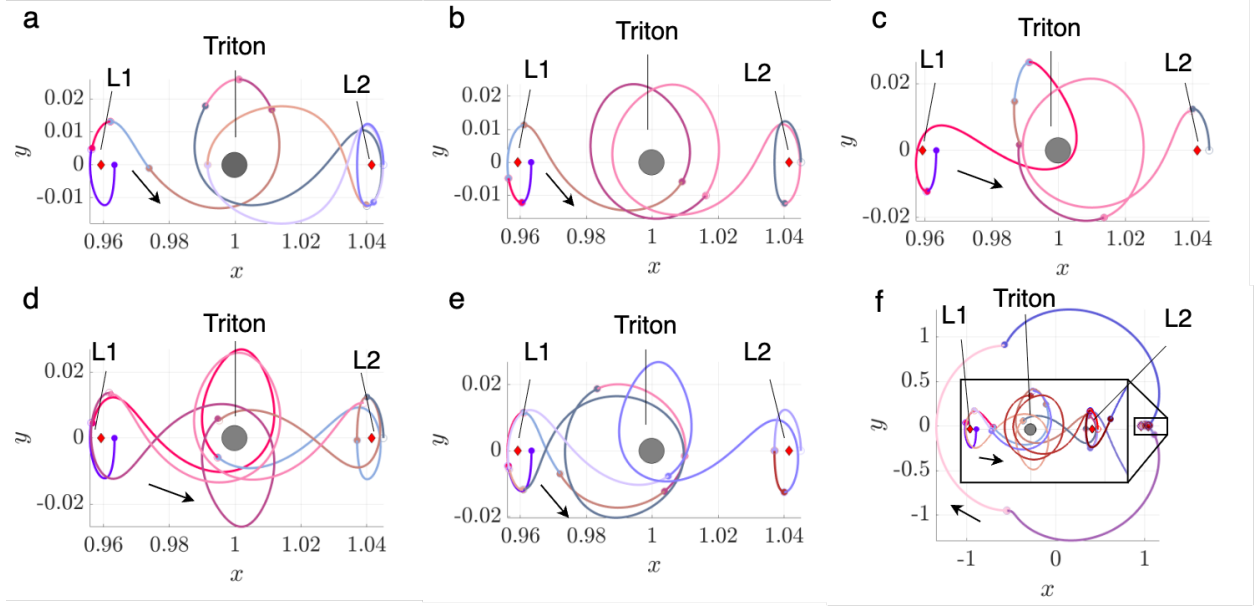 a
Triton
L1
L2
0.02
0.01
0
-0.01
y
0.96
0.98
1
1.02
1.04
x
b
Triton
L1
L2
0.02
0.01
0
-0.01
y
0.96
0.98
1
1.02
1.04
x
c
Triton
L1
L2
0.02
0
-0.02
y
0.96
0.98
1
1.02
1.04
x
d
Triton
L1
L2
0.02
0
-0.02
y
0.96
0.98
1
1.02
1.04
x
e
Triton
L1
L2
0.02
0
-0.02
y
0.96
0.98
1
1.02
1.04
x
f
Triton
L1
L2
1
0.5
0
-0.5
-1
y
-1
0
1
x